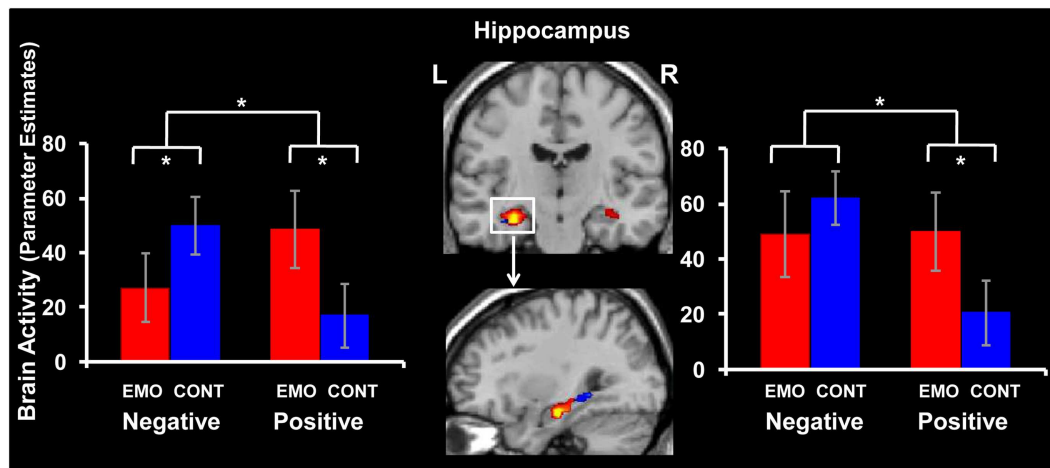 Hippocampus
L
R
Brain Activity (Parameter Estimates)
*
*
*
80
60
40
20
0
EMO CONT
EMO CONT
Negative
Positive
*
*
80
60
40
20
0
EMO CONT
EMO CONT
Negative
Positive